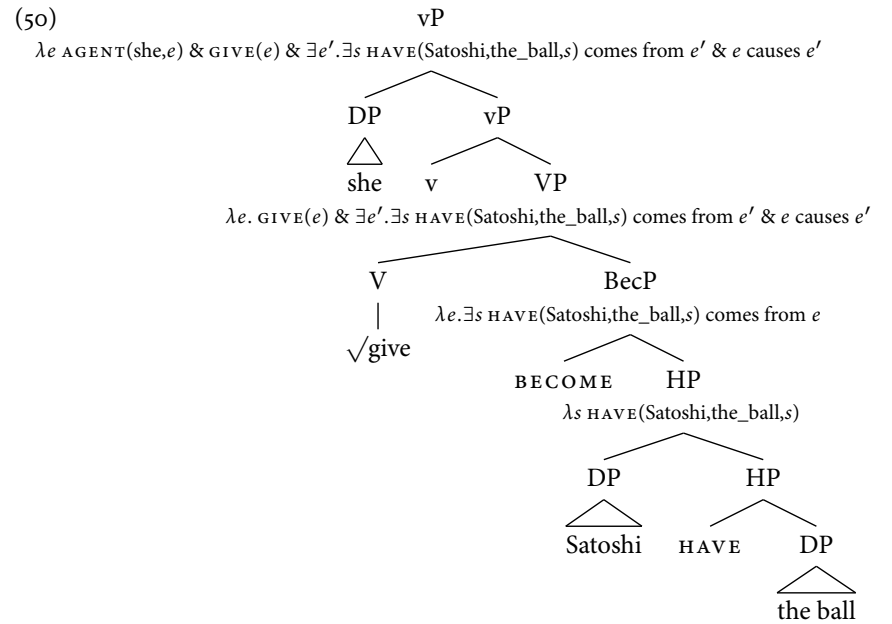 (50) vP
λe AGENT(she,e) & GIVE(e) & ∃e′.∃s HAVE(Satoshi,the_ball,s) comes from e′ & e causes e′
DP vP
she v VP
λe. GIVE(e) & ∃e′.∃s HAVE(Satoshi,the_ball,s) comes from e′ & e causes e′
V BecP
λe.∃s HAVE(Satoshi,the_ball,s) comes from e
√give
BECOME HP
λs HAVE(Satoshi,the_ball,s)
DP HP
Satoshi HAVE DP
the ball